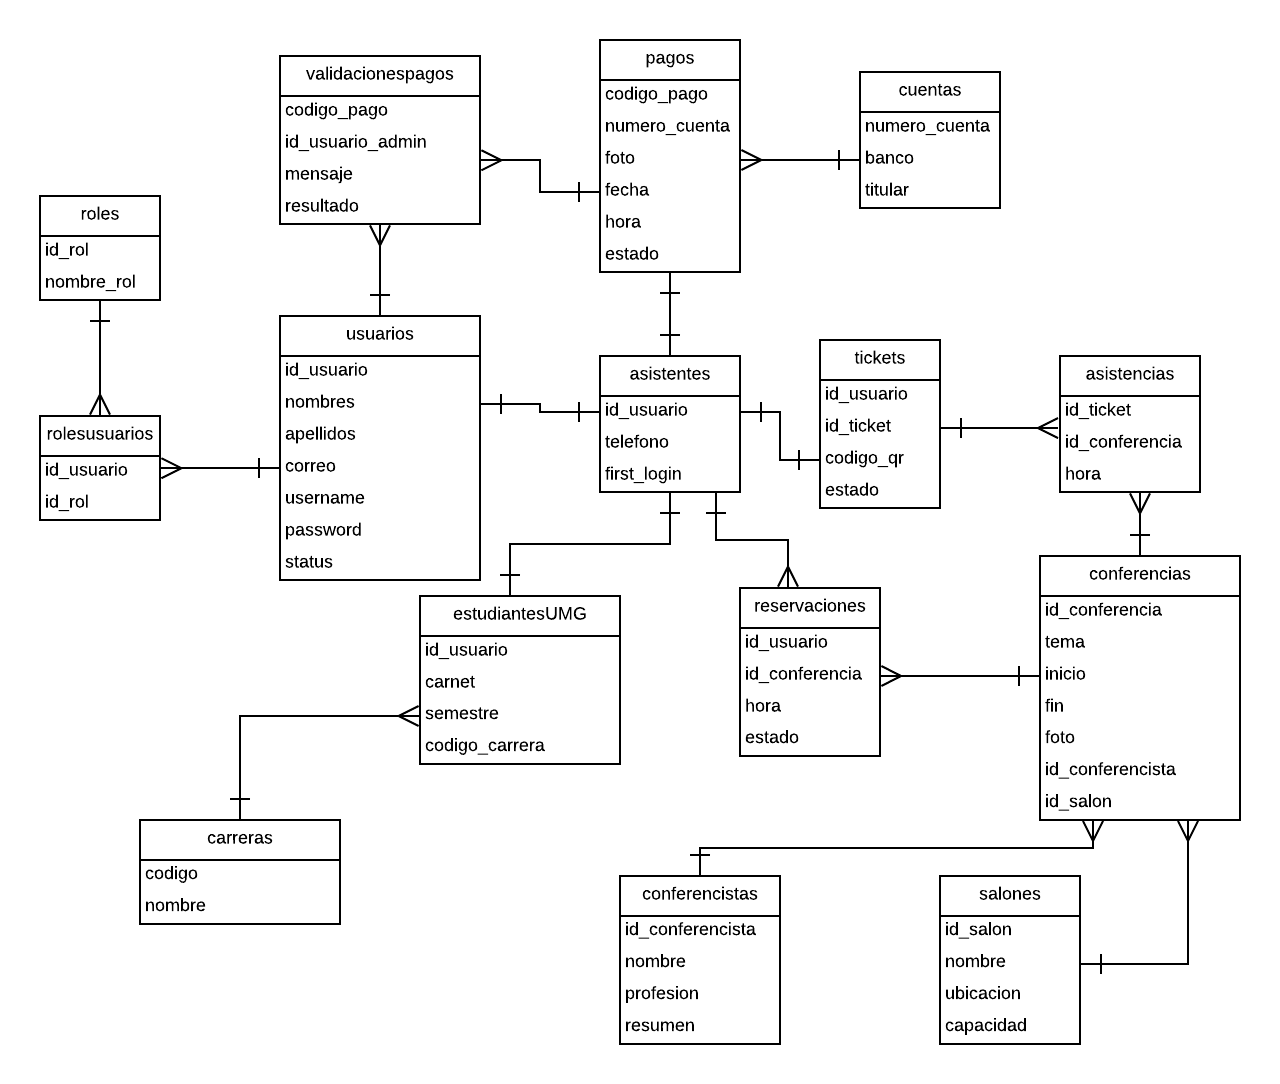 validacionespagos
codigo_pago
id_usuario_admin
mensaje
resultado
pagos
codigo_pago
numero_cuenta
foto
fecha
hora
estado
cuentas
numero_cuenta
banco
titular
roles
id_rol
nombre_rol
rolesusuarios
id_usuario
id_rol
usuarios
id_usuario
nombres
apellidos
correo
username
password
status
asistentes
id_usuario
telefono
first_login
tickets
id_usuario
id_ticket
codigo_qr
estado
asistencias
id_ticket
id_conferencia
hora
estudiantesUMG
id_usuario
carnet
semestre
codigo_carrera
reservaciones
id_usuario
id_conferencia
hora
estado
conferencias
id_conferencia
tema
inicio
fin
foto
id_conferencista
id_salon
carreras
codigo
nombre
conferencistas
id_conferencista
nombre
profesion
resumen
salones
id_salon
nombre
ubicacion
capacidad